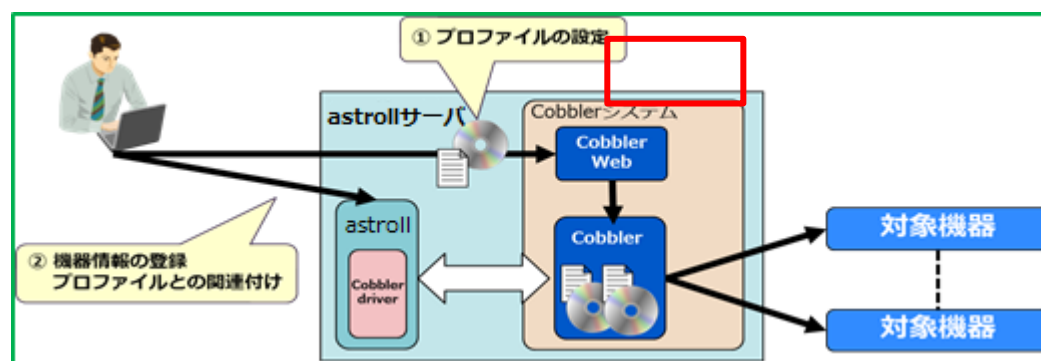 ① プロファイルの設定
astrollサーバ
Cobblerシステム
Cobbler
Web
astroll
Cobbler
対象機器
② 機器情報の登録
プロファイルとの関連付け
Cobbler
driver
対象機器